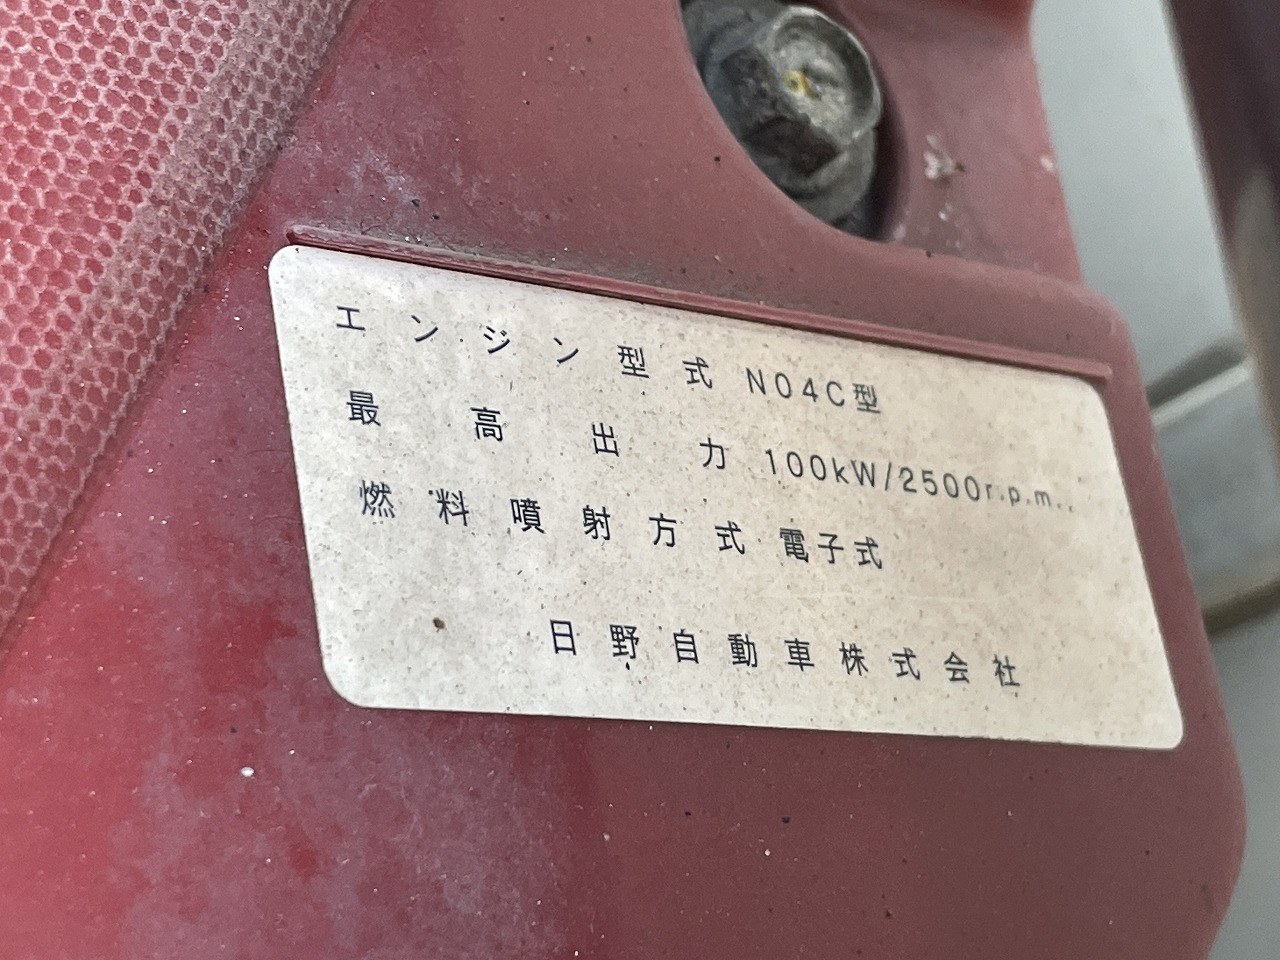 エンジン型式 N04C型
最高出力 100kW/2500r.p.m..
燃料噴射方式 電子式
日野自動車株式会社